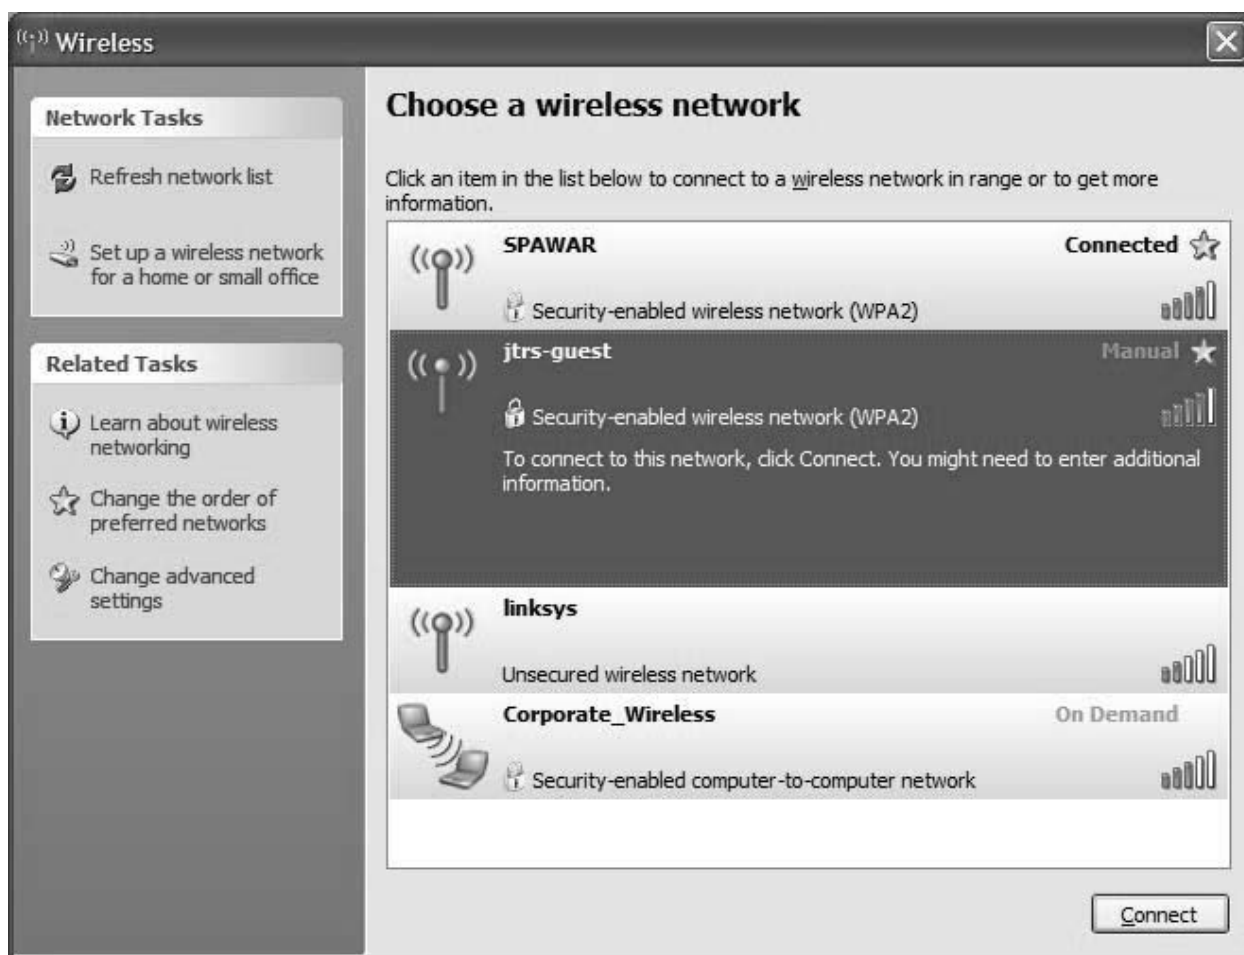 Wireless
Network Tasks
Refresh network list
Set up a wireless network
for a home or small office
Related Tasks
Learn about wireless
networking
Change the order of
preferred networks
Change advanced
settings
Choose a wireless network
Click an item in the list below to connect to a wireless network in range or to get more
information.
SPAWAR Connected
Security-enabled wireless network (WPA2)
jtrs-guest Manual
Security-enabled wireless network (WPA2)
To connect to this network, click Connect. You might need to enter additional
information.
linksys
Unsecured wireless network
Corporate_Wireless On Demand
Security-enabled computer-to-computer network
Connect